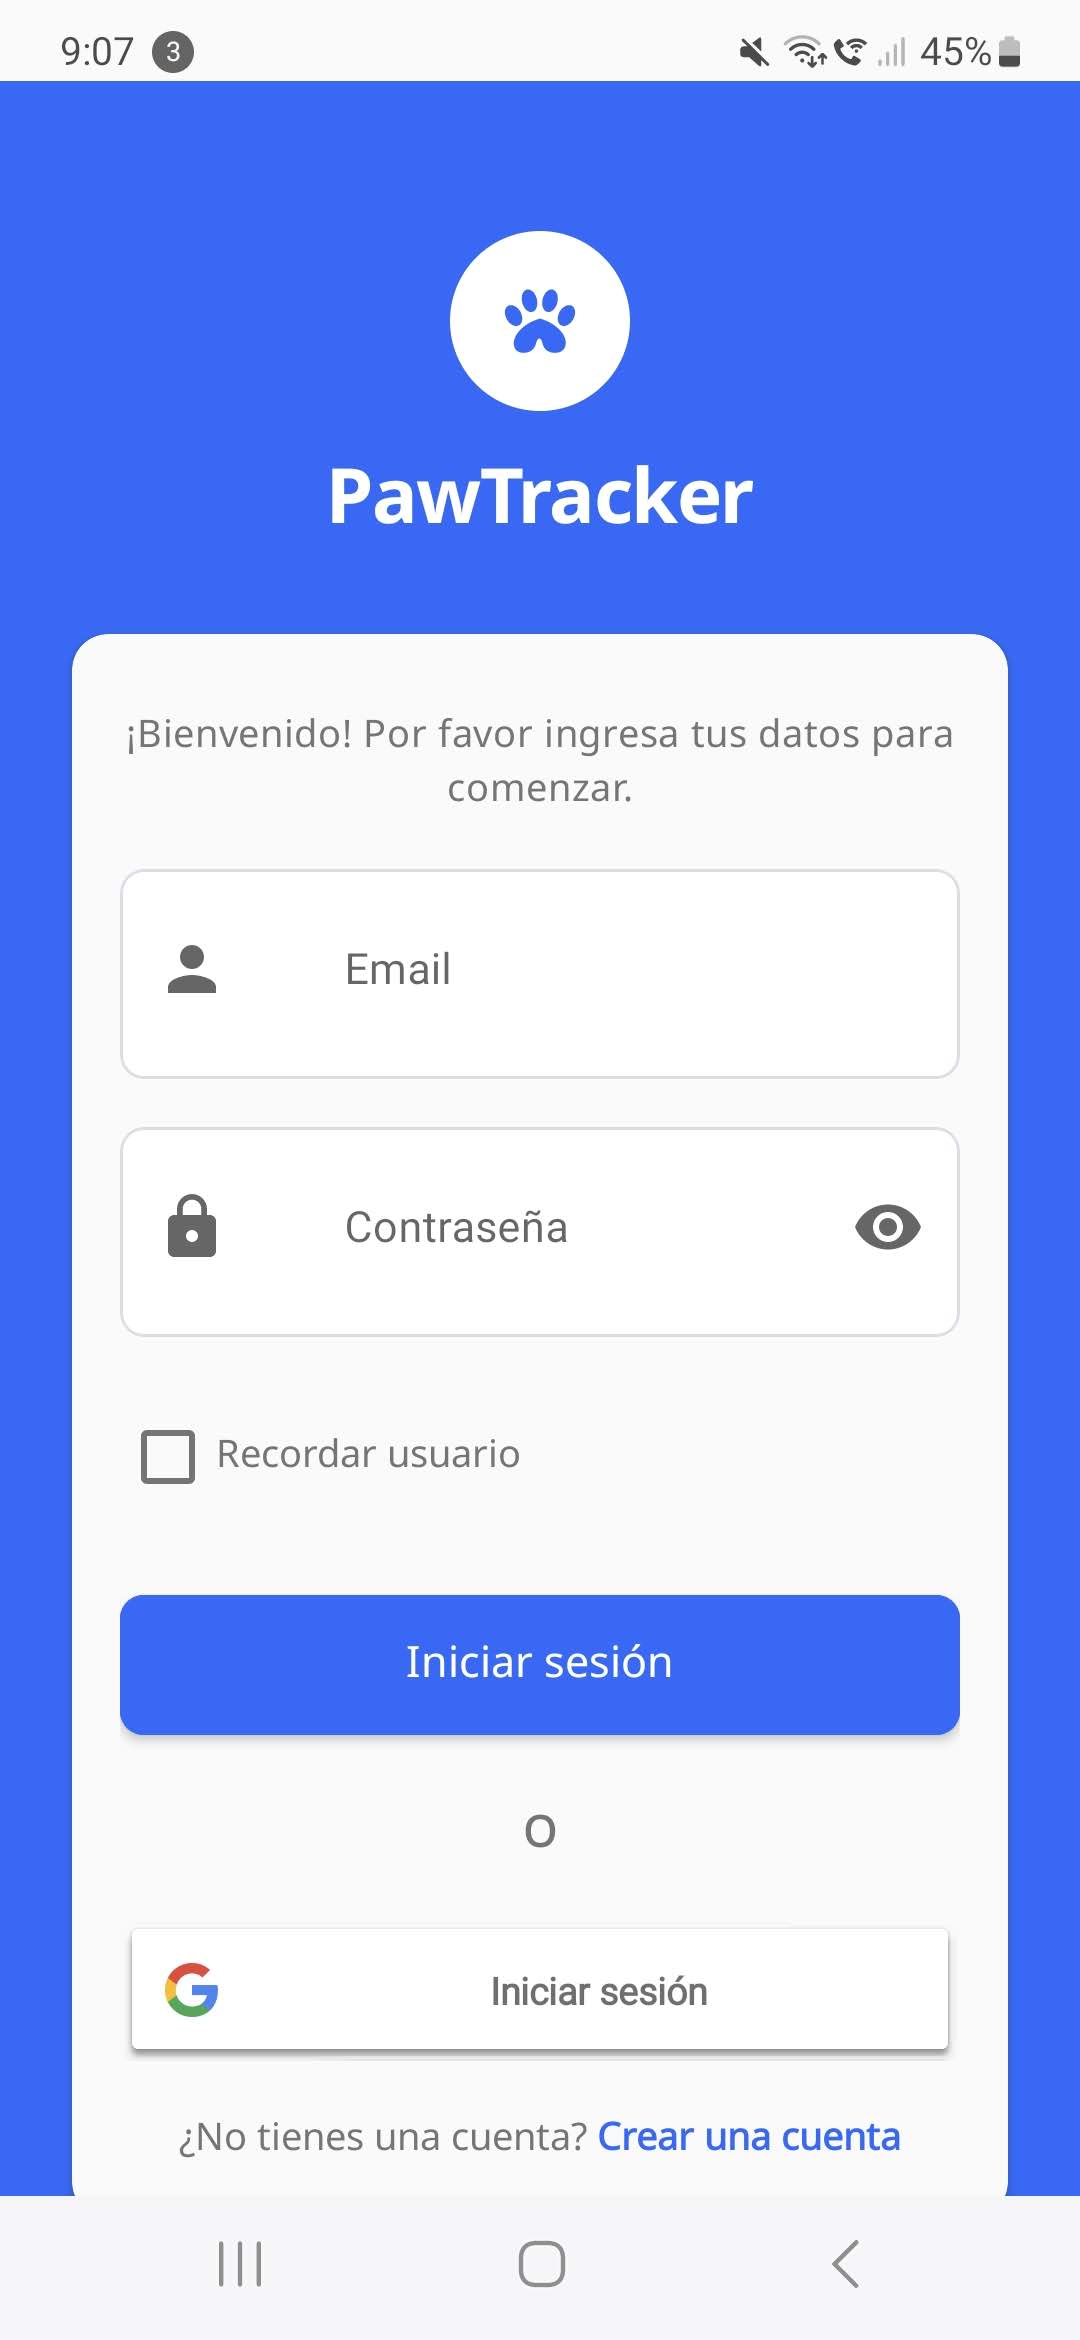 9:07 3 45%
PawTracker
¡Bienvenido! Por favor ingresa tus datos para
comenzar.
Email
Contraseña
Recordar usuario
Iniciar sesión
O
Iniciar sesión
¿No tienes una cuenta? Crear una cuenta